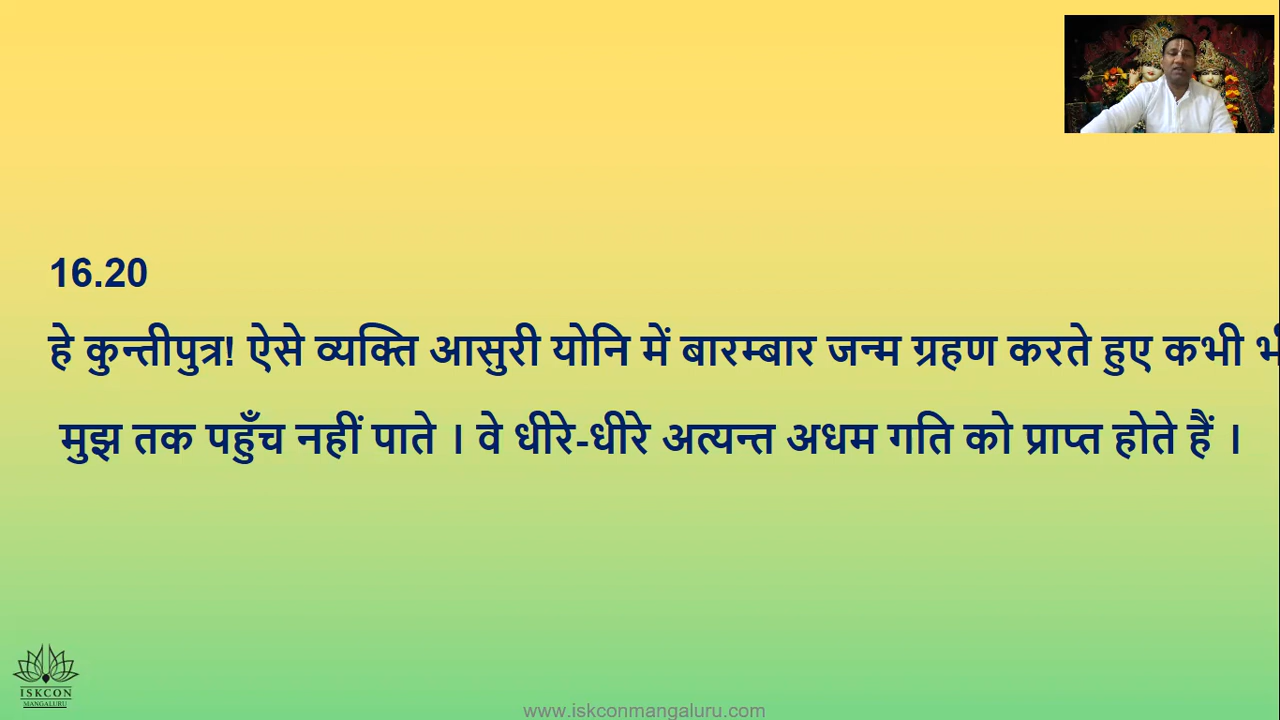 16.20
हे कुन्तीपुत्र! ऐसे व्यक्ति आसुरी योनि में बारम्बार जन्म ग्रहण करते हुए कभी
मुझ तक पहुँच नहीं पाते । वे धीरे-धीरे अत्यन्त अधम गति को प्राप्त होते हैं ।
ISKCON
MANGALURU
www.iskconmangaluru.com